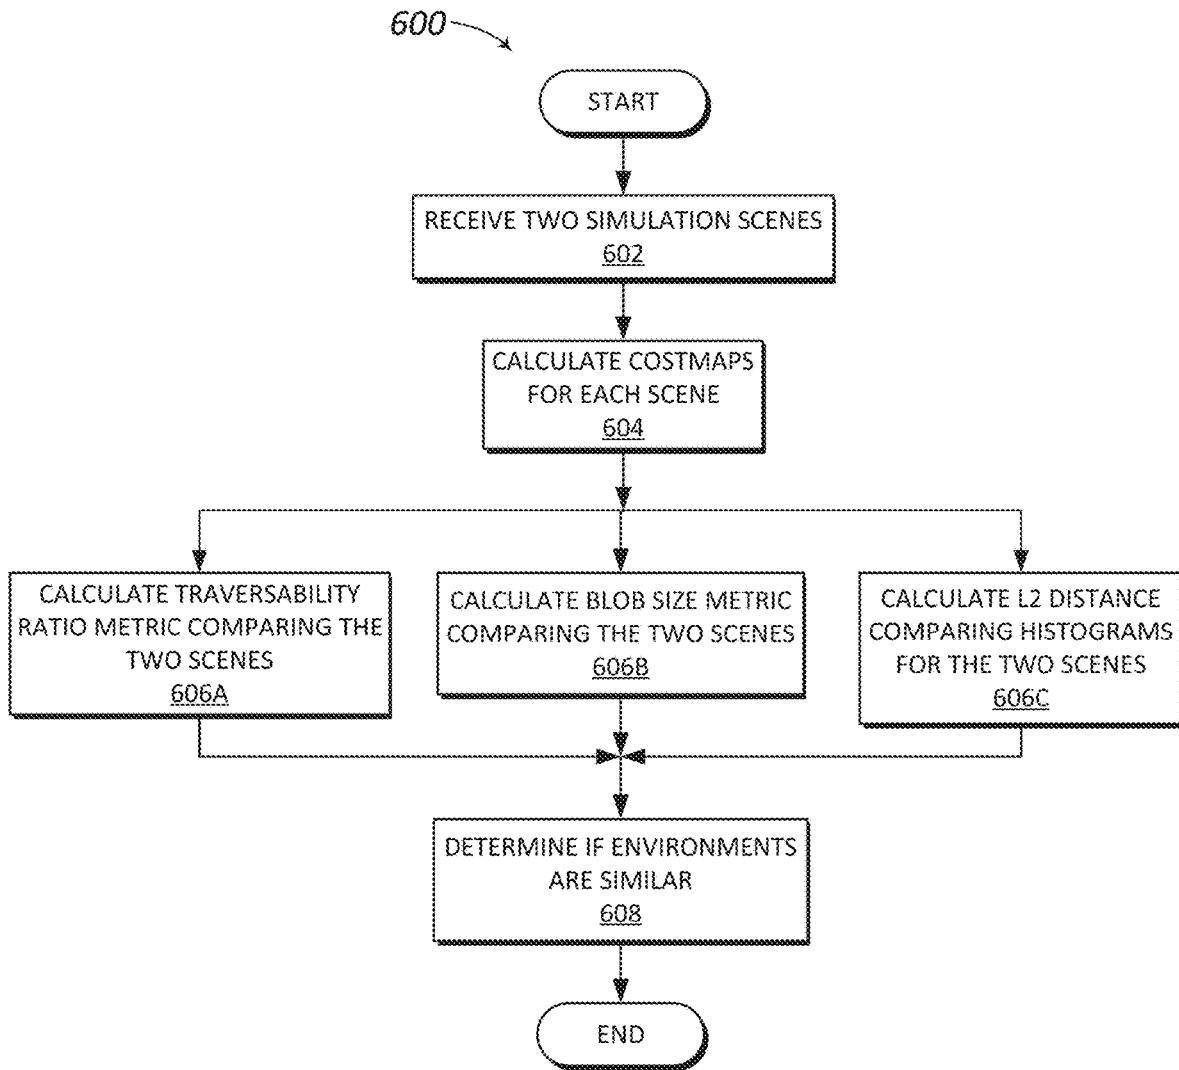 600
START
RECEIVE TWO SIMULATION SCENES
602
CALCULATE COSTMAPS
FOR EACH SCENE
604
CALCULATE TRAVERSABILITY
RATIO METRIC COMPARING THE
TWO SCENES
606A
CALCULATE BLOB SIZE METRIC
COMPARING THE TWO SCENES
606B
CALCULATE L2 DISTANCE
COMPARING HISTOGRAMS
FOR THE TWO SCENES
606C
DETERMINE IF ENVIRONMENTS
ARE SIMILAR
608
END